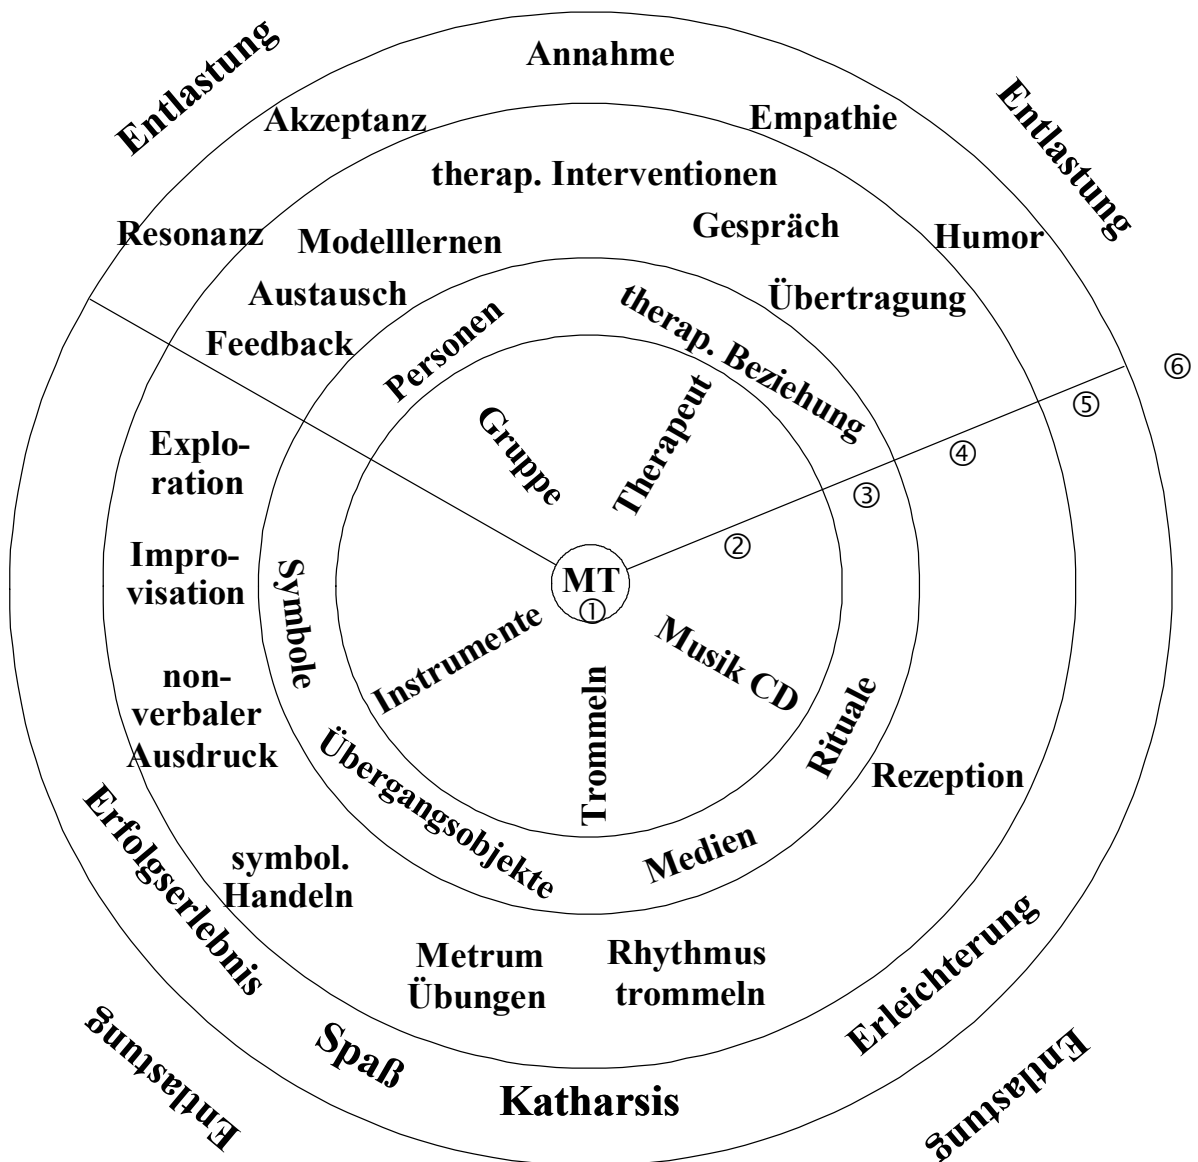 Entlastung
Entlastung
Annahme
Akzeptanz
Empathie
Resonanz
Humor
therap. Interventionen
Modelllernen
Gespräch
Austausch
Übertragung
Feedback
Personen
therap. Beziehung
Gruppe
Therapeut
⑥
⑤
④
③
②
MT
①
Explo-
ration
Impro-
visation
non-
verbaler
Ausdruck
Symbole
Instrumente
Trommeln
Musik CD
Rituale
Rezeption
Übergangsobjekte
Medien
symbol.
Handeln
Metrum
Übungen
Rhythmus
trommeln
Erfolgserlebnis
Spaß
Katharsis
Erleichterung
Entlastung
Entlastung